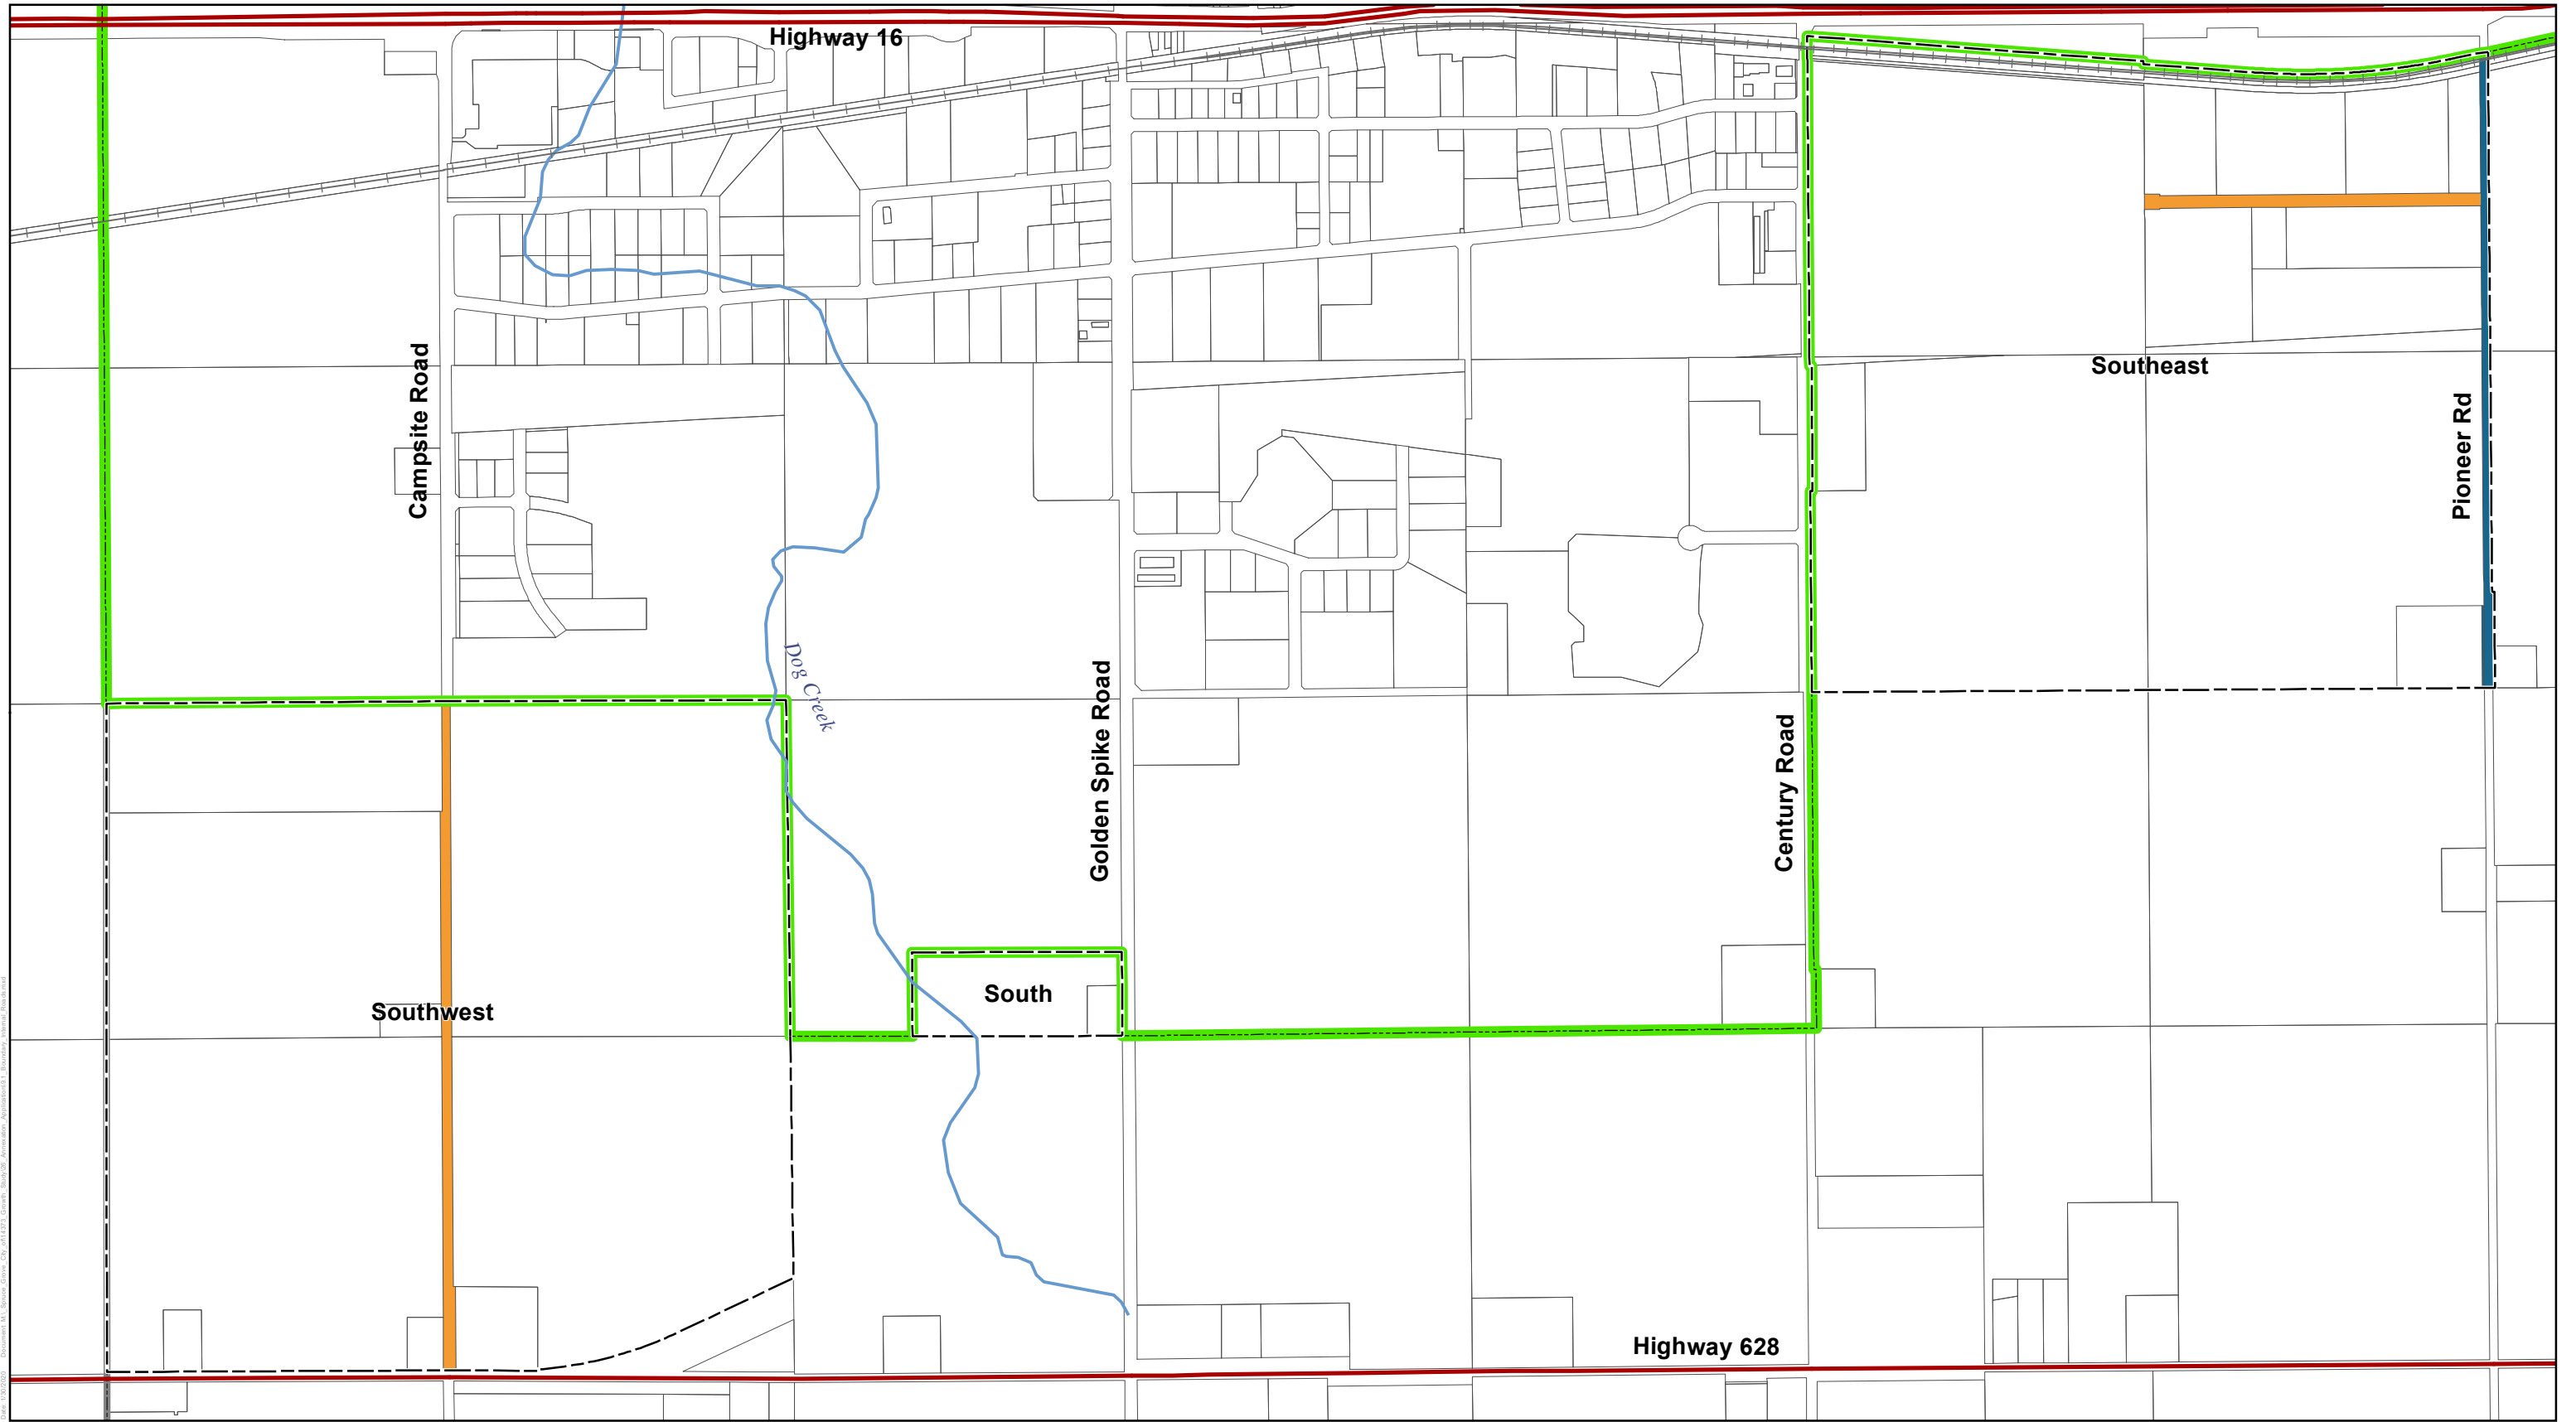 Highway 16
Southeast
Campsite Road
Pioneer Rd
Dog Creek
Golden Spike Road
Century Road
South
Southwest
Highway 628